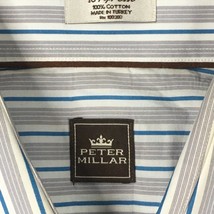 100% COTTON
MADE IN TURKEY
PETER
MILLAR